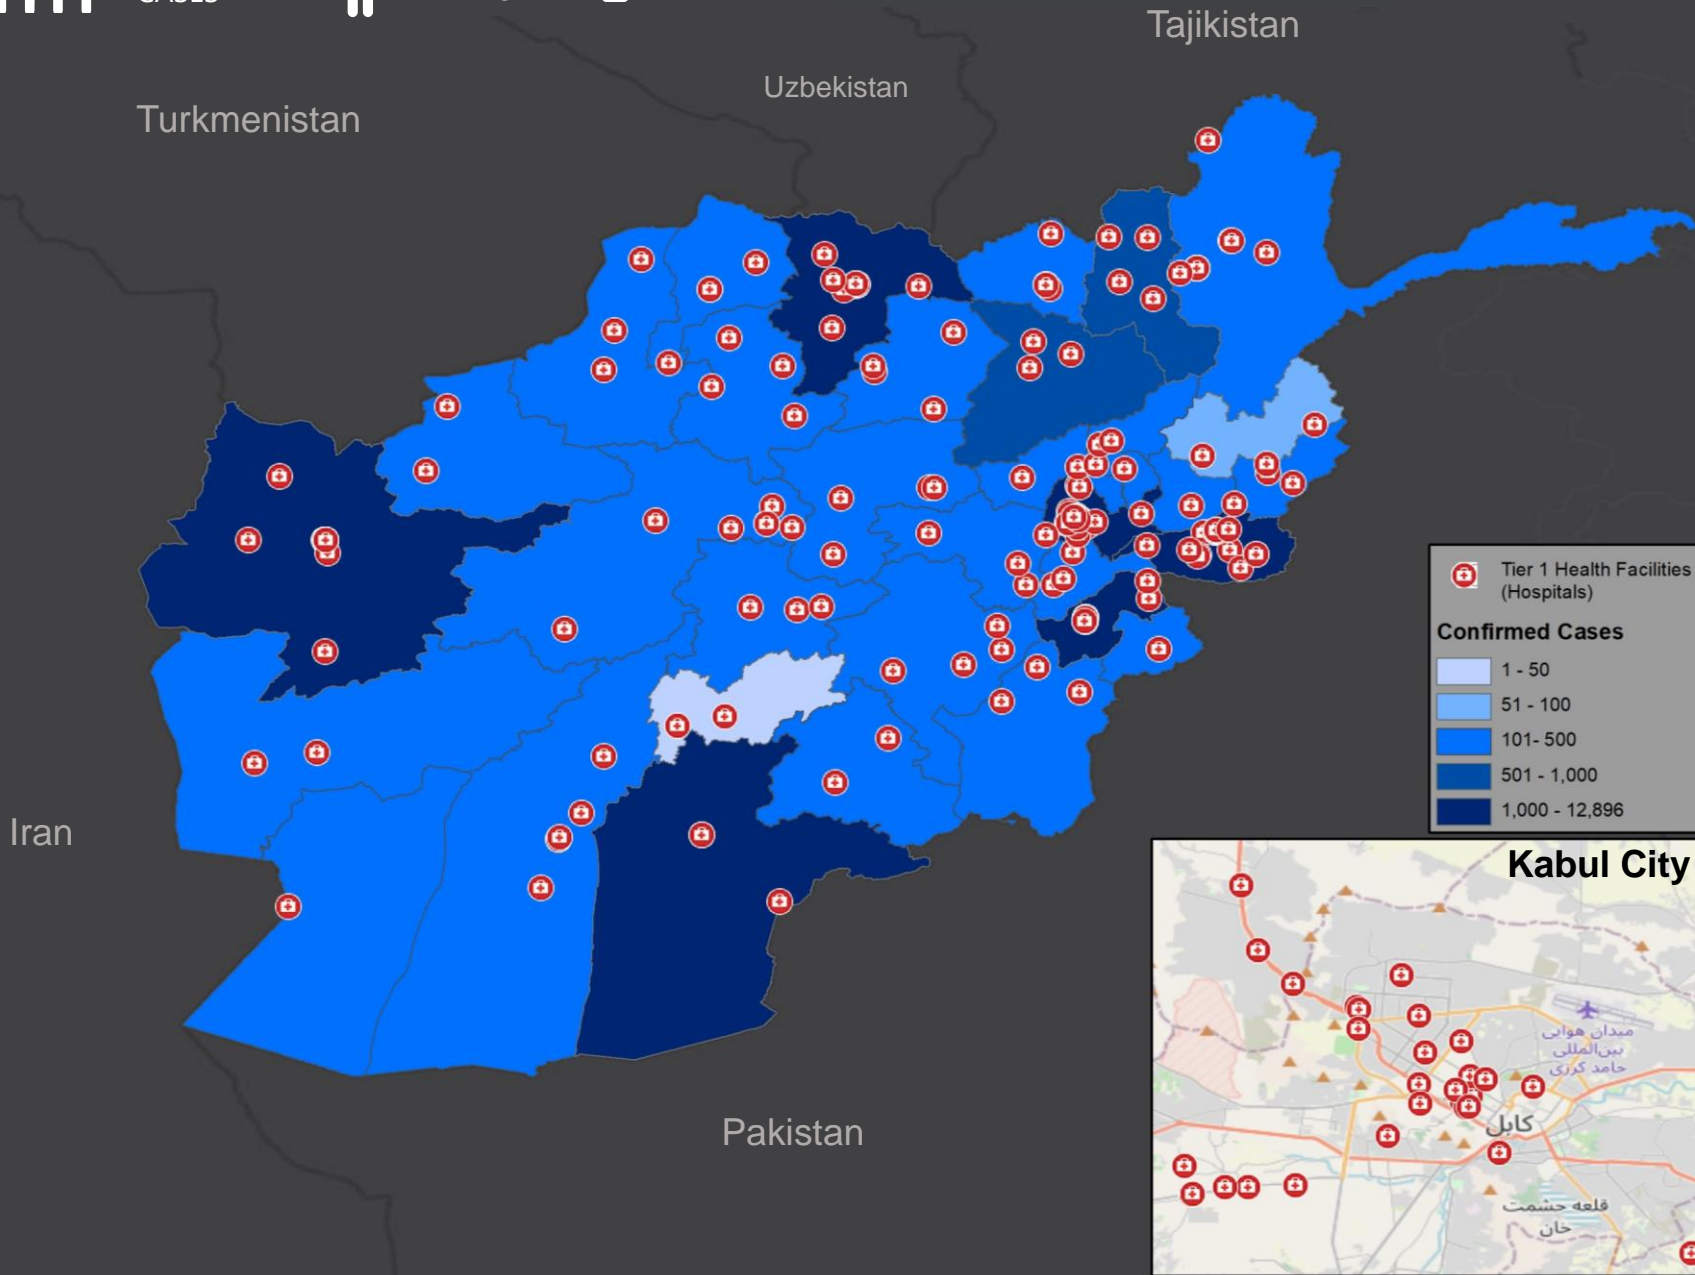 CASES
Tajikistan
Uzbekistan
Turkmenistan
Iran
Pakistan
Tier 1 Health Facilities
(Hospitals)
Confirmed Cases
1 - 50
51 - 100
101- 500
501 - 1,000
1,000 - 12,896
Kabul City
میدان هوایی
بین‌المللی
حامد کرزی
کابل
قلعه حشمت
خان